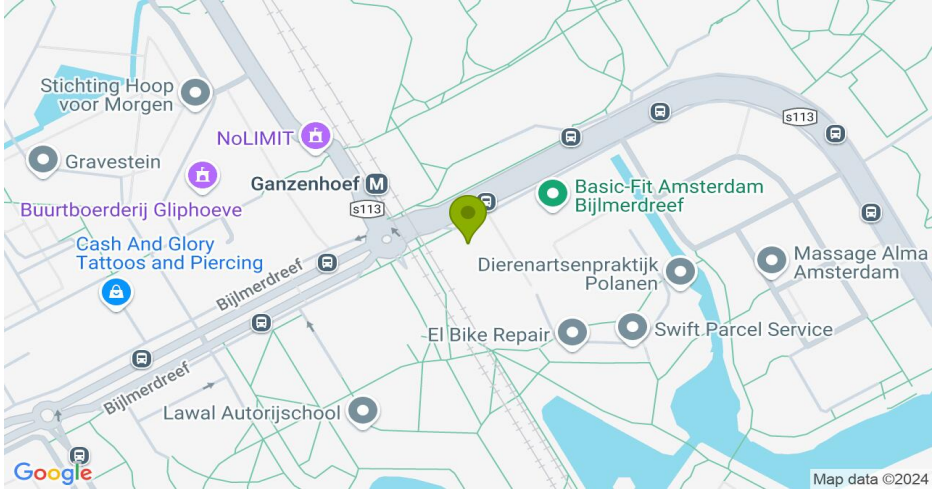 Stichting Hoop
voor Morgen
s113
NoLIMIT
Gravestein
Ganzenhoef M
s113
Buurtboerderij Gliphoeve
Basic-Fit Amsterdam
Bijlmerdreef
Cash And Glory
Tattoos and Piercing
Bijlmerdreef
Dierenartsenpraktijk
Polanen
Massage Alma
Amsterdam
El Bike Repair
Swift Parcel Service
Bijlmerdreef
Lawal Autorijschool
Google
Map data ©2024